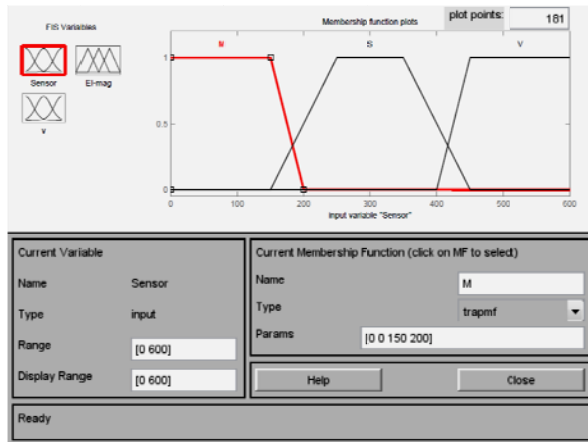 FIS Variables
Membership function plots
plot points:
181
Sensor
El-mag
v
M
S
V
1
0.5
0
0
100
200
300
400
500
600
input variable "Sensor"
Current Variable
Name
Sensor
Type
input
Range
[0 600]
Display Range
[0 600]
Current Membership Function (click on MF to select)
Name
M
Type
trapmf
Params
[0 0 150 200]
Help
Close
Ready